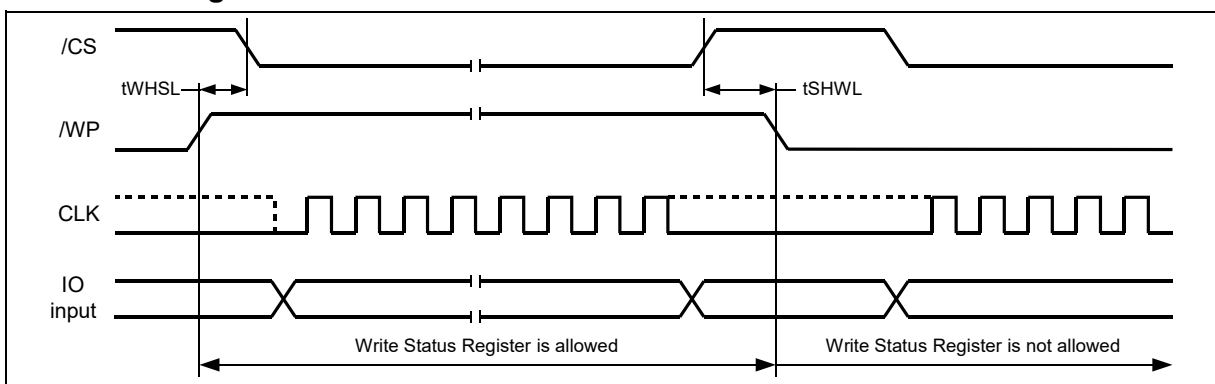 /CS
tWHSL
tSHWL
/WP
CLK
IO
input
Write Status Register is allowed
Write Status Register is not allowed